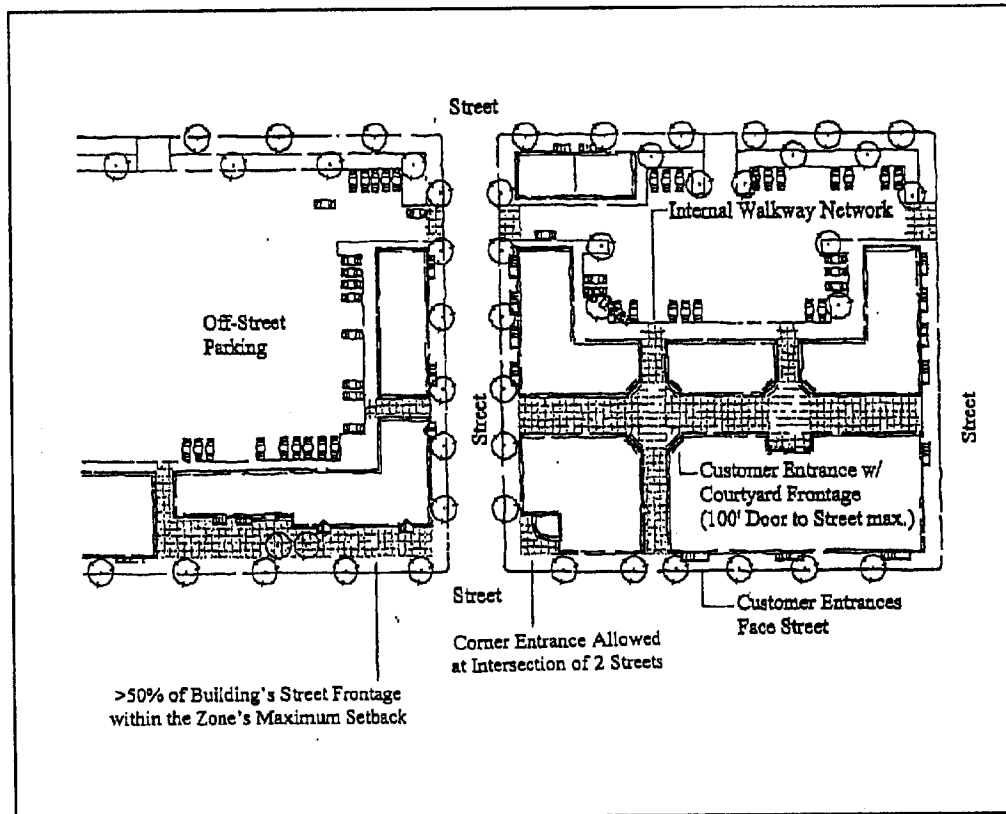 Street
Internal Walkway Network
Off-Street
Parking
Street
Street
Customer Entrance w/
Courtyard Frontage
(100' Door to Street max.)
Street
Customer Entrances
Face Street
Corner Entrance Allowed
at Intersection of 2 Streets
>50% of Building's Street Frontage
within the Zone's Maximum Setback